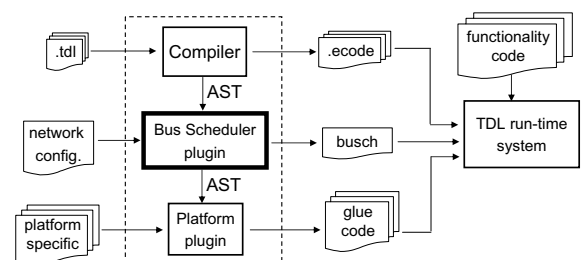 .tdl
Compiler
.ecode
functionality
code
AST
network
config.
Bus Scheduler
plugin
busch
TDL run-time
system
AST
platform
specific
Platform
plugin
glue
code